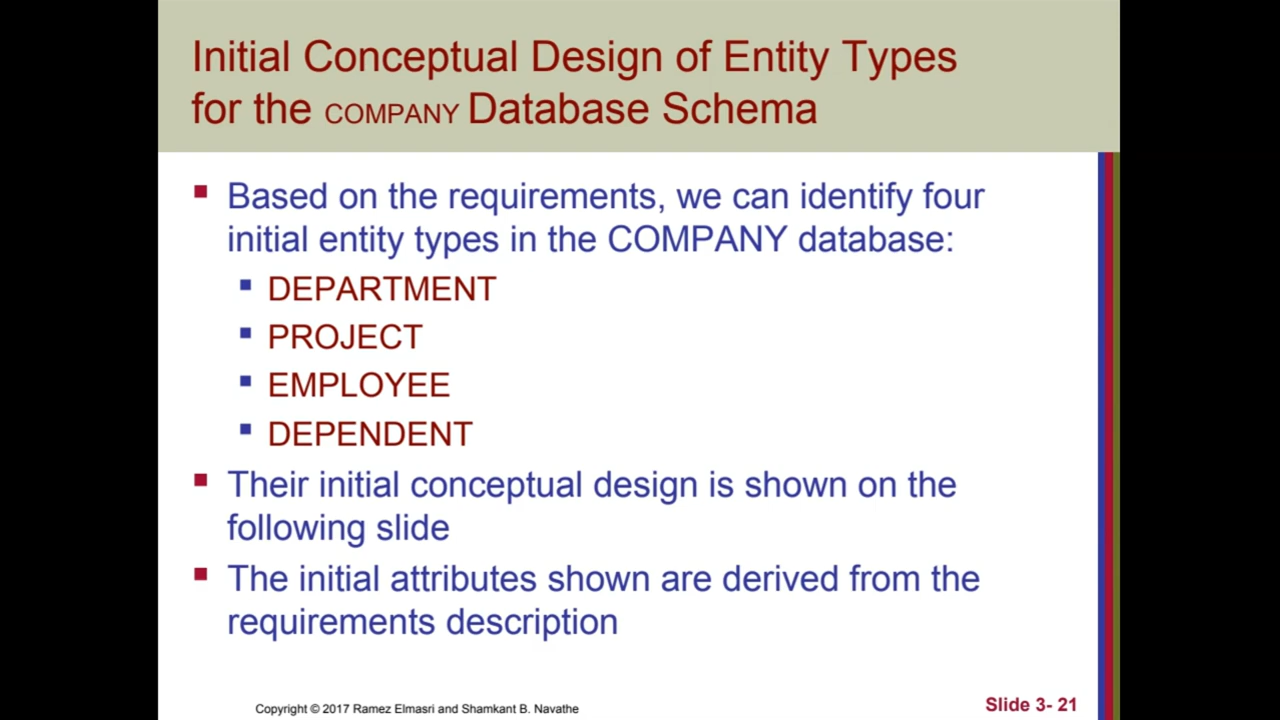 Initial Conceptual Design of Entity Types
for the COMPANY Database Schema
Based on the requirements, we can identify four
initial entity types in the COMPANY database:
DEPARTMENT
PROJECT
EMPLOYEE
DEPENDENT
Their initial conceptual design is shown on the
following slide
The initial attributes shown are derived from the
requirements description
Copyright © 2017 Ramez Elmasri and Shamkant B. Navathe
Slide 3- 21